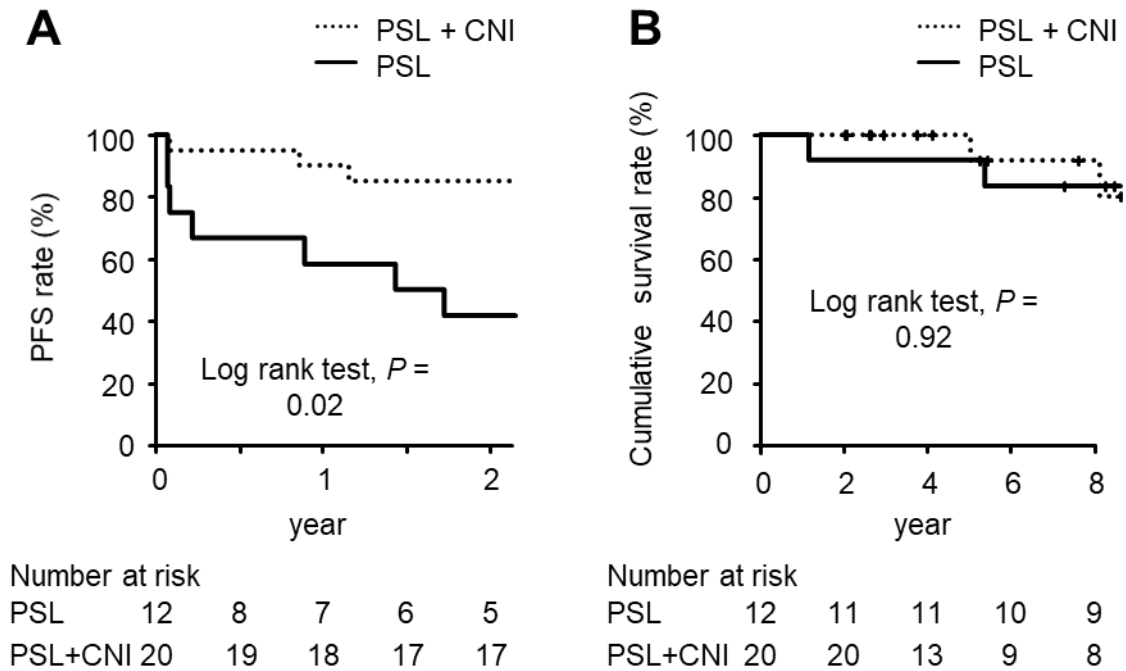 A
PSL + CNI
PSL
PFS rate (%)
100
80
60
40
20
0
Log rank test, P =
0.02
0 1 2
year
Number at risk
PSL 12 8 7 6 5
PSL+CNI 20 19 18 17 17
B
PSL + CNI
PSL
Cumulative survival rate (%)
100
80
60
40
20
0
Log rank test, P =
0.92
0 2 4 6 8
year
Number at risk
PSL 12 11 11 10 9
PSL+CNI 20 20 13 9 8